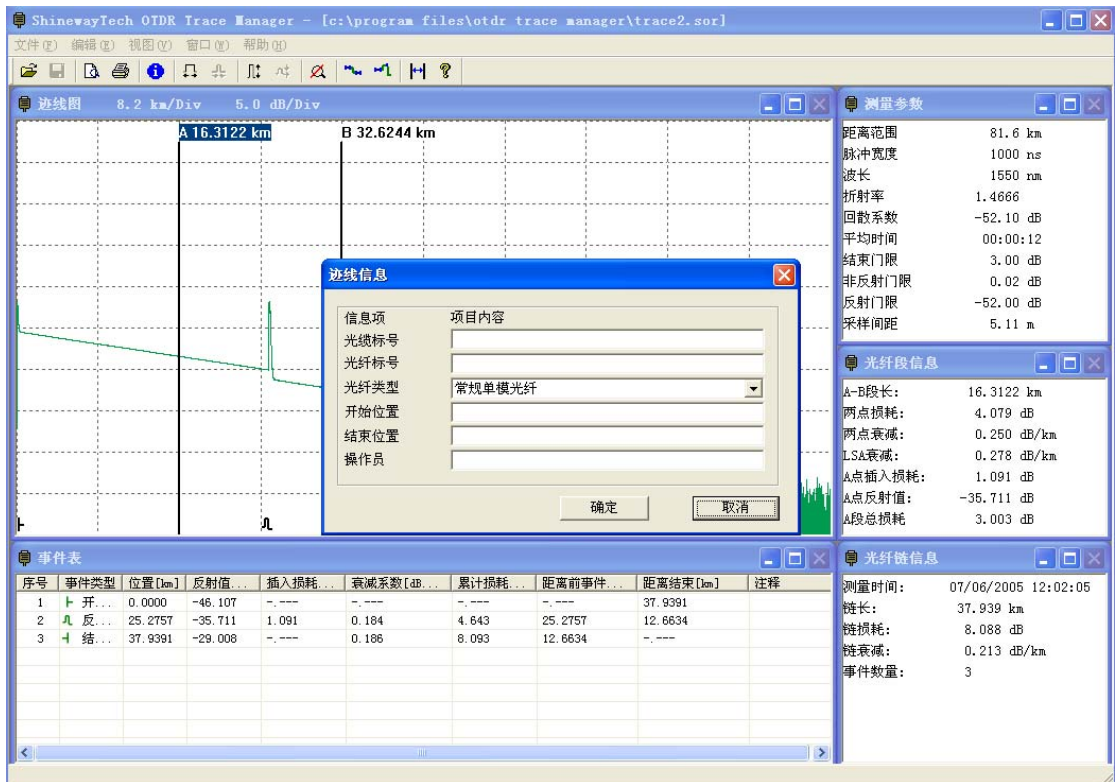 ShinewayTech OTDR Trace Manager - [c:\program files\otdr trace manager\trace2.sor]
文件(F) 编辑(E) 视图(V) 窗口(W) 帮助(H)
迹线图 8.2 km/Div 5.0 dB/Div
A 16.3122 km B 32.6244 km
测量参数
距离范围 81.6 km
脉冲宽度 1000 ns
波长 1550 nm
折射率 1.4666
回散系数 -52.10 dB
平均时间 00:00:12
结束门限 3.00 dB
非反射门限 0.02 dB
反射门限 -52.00 dB
采样间距 5.11 m
迹线信息
信息项 项目内容
光缆标号
光纤标号
光纤类型 常规单模光纤
开始位置
结束位置
操作员
确定 取消
光纤段信息
A-B段长: 16.3122 km
两点损耗: 4.079 dB
两点衰减: 0.250 dB/km
LSA衰减: 0.278 dB/km
A点插入损耗: 1.091 dB
A点反射值: -35.711 dB
A段总损耗 3.003 dB
事件表
序号 事件类型 位置[km] 反射值... 插入损耗... 衰减系数[dB... 累计损耗... 距离前事件... 距离结束[km] 注释
1 开... 0.0000 -46.107 -.--- -.--- -.--- -.--- 37.9391
2 反... 25.2757 -35.711 1.091 0.184 4.643 25.2757 12.6634
3 结... 37.9391 -29.008 -.--- 0.186 8.093 12.6634 -.---
光纤链信息
测量时间: 07/06/2005 12:02:05
链长: 37.939 km
链损耗: 8.088 dB
链衰减: 0.213 dB/km
事件数量: 3